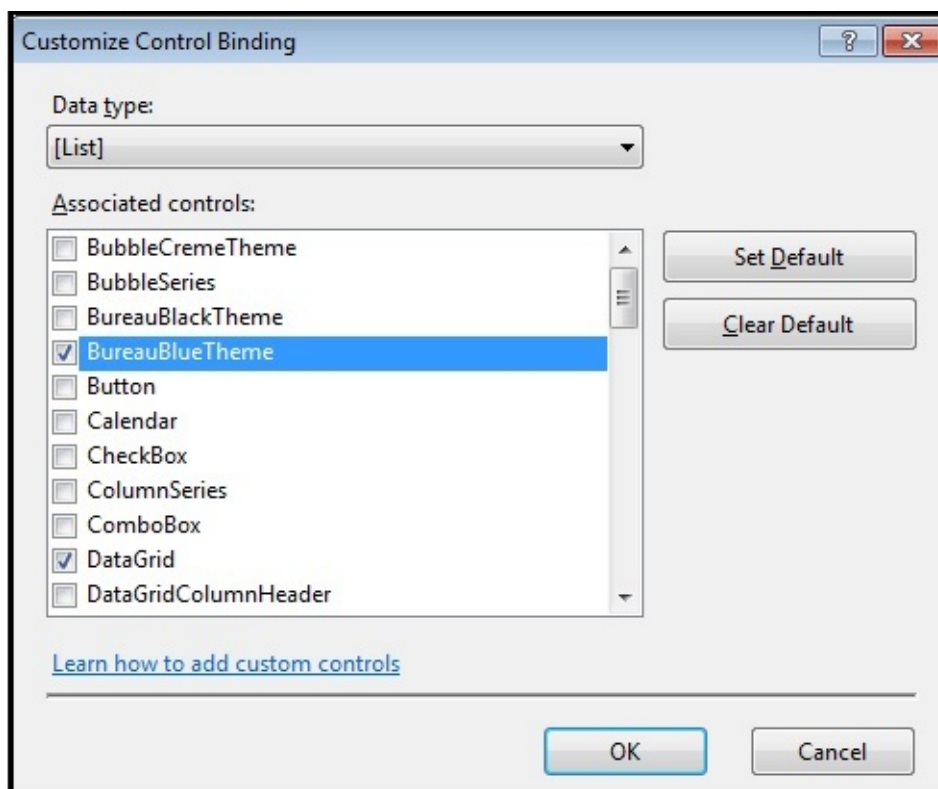 Customize Control Binding
Data type:
[List]
Associated controls:
BubbleCremeTheme
BubbleSeries
BureauBlackTheme
BureauBlueTheme
Button
Calendar
CheckBox
ColumnSeries
ComboBox
DataGrid
DataGridColumnHeader
Set Default
Clear Default
Learn how to add custom controls
OK
Cancel